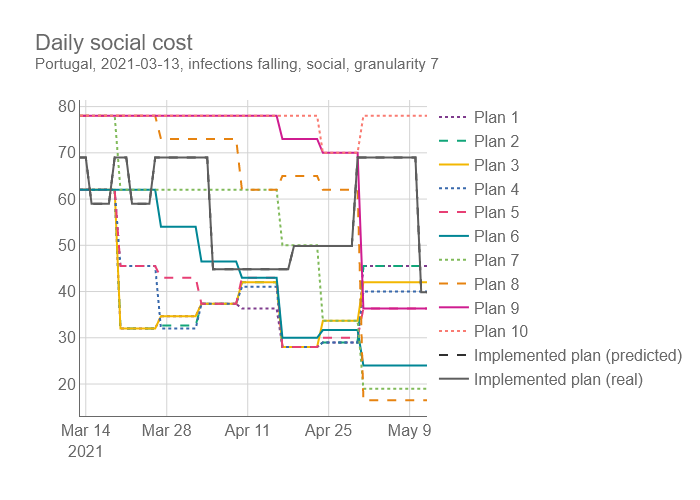 Daily social cost
Portugal, 2021-03-13, infections falling, social, granularity 7
80
70
60
50
40
30
20
Mar 14
2021
Mar 28
Apr 11
Apr 25
May 9
Plan 1
Plan 2
Plan 3
Plan 4
Plan 5
Plan 6
Plan 7
Plan 8
Plan 9
Plan 10
Implemented plan (predicted)
Implemented plan (real)